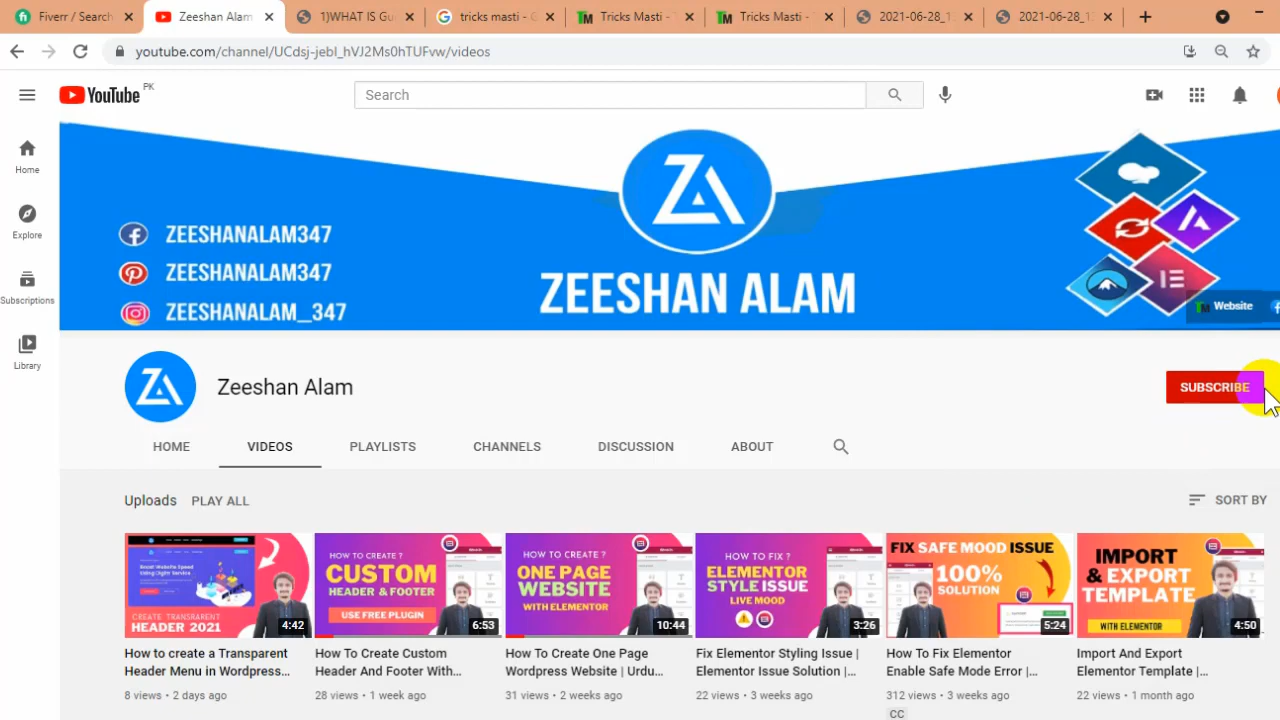 Fiverr / Search
Zeeshan Alam
1)WHAT IS Gu
tricks masti - G
Tricks Masti - T
Tricks Masti -
2021-06-28_1
2021-06-28_1
youtube.com/channel/UCdsj-jebl_hVJ2Ms0hTUFvw/videos
YouTube PK
Search
Home
Explore
Subscriptions
Library
ZEESHANALAM347
ZEESHANALAM347
ZEESHANALAM_347
ZA
ZEESHAN ALAM
Website
ZA
Zeeshan Alam
SUBSCRIBE
HOME
VIDEOS
PLAYLISTS
CHANNELS
DISCUSSION
ABOUT
Uploads
PLAY ALL
SORT BY
CREATE TRANSPARENT
HEADER 2021
4:42
How to create a Transparent
Header Menu in Wordpress...
8 views • 2 days ago
HOW TO CREATE ?
CUSTOM
HEADER & FOOTER
USE FREE PLUGIN
6:53
How To Create Custom
Header And Footer With...
28 views • 1 week ago
HOW TO CREATE ?
ONE PAGE
WEBSITE
WITH ELEMENTOR
10:44
How To Create One Page
Wordpress Website | Urdu...
31 views • 2 weeks ago
HOW TO FIX ?
ELEMENTOR
STYLE ISSUE
LIVE MOOD
3:26
Fix Elementor Styling Issue |
Elementor Issue Solution |...
22 views • 3 weeks ago
FIX SAFE MOOD ISSUE
100%
SOLUTION
5:24
How To Fix Elementor
Enable Safe Mode Error |...
312 views • 3 weeks ago
CC
IMPORT
& EXPORT
TEMPLATE
WITH ELEMENTOR
4:50
Import And Export
Elementor Template |...
22 views • 1 month ago